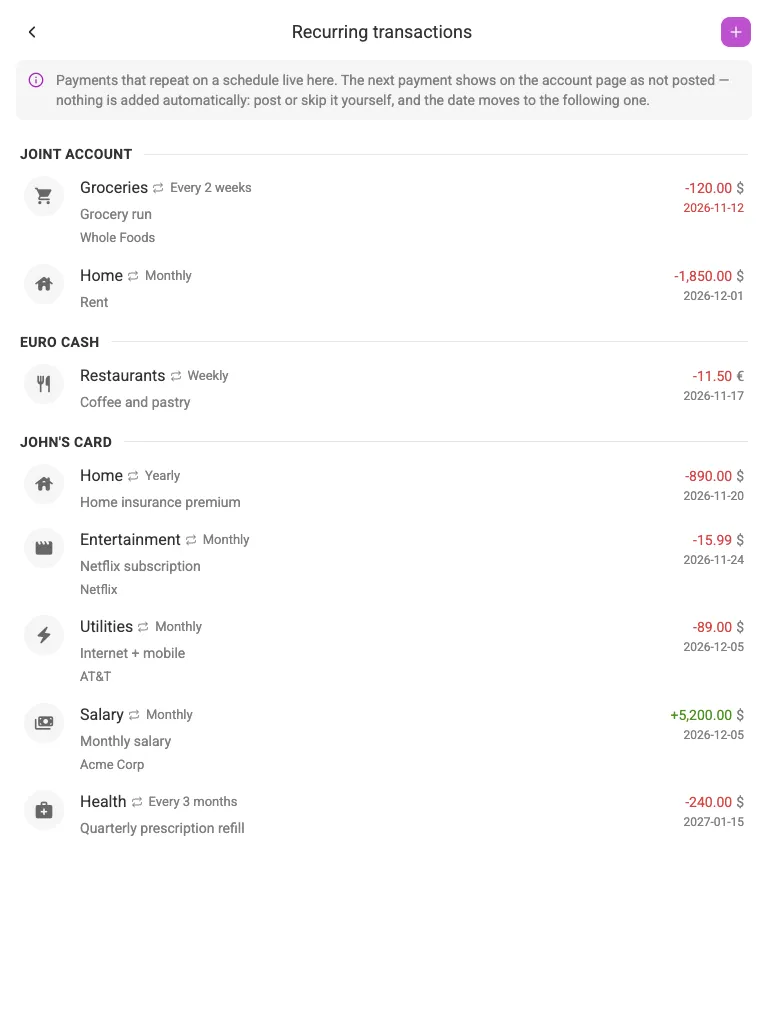 Recurring transactions
Payments that repeat on a schedule live here. The next payment shows on the account page as not posted —
nothing is added automatically: post or skip it yourself, and the date moves to the following one.
JOINT ACCOUNT
Groceries Every 2 weeks -120.00 $
Grocery run 2026-11-12
Whole Foods
Home Monthly -1,850.00 $
Rent 2026-12-01
EURO CASH
Restaurants Weekly -11.50 €
Coffee and pastry 2026-11-17
JOHN'S CARD
Home Yearly -890.00 $
Home insurance premium 2026-11-20
Entertainment Monthly -15.99 $
Netflix subscription 2026-11-24
Netflix
Utilities Monthly -89.00 $
Internet + mobile 2026-12-05
AT&T
Salary Monthly +5,200.00 $
Monthly salary 2026-12-05
Acme Corp
Health Every 3 months -240.00 $
Quarterly prescription refill 2027-01-15